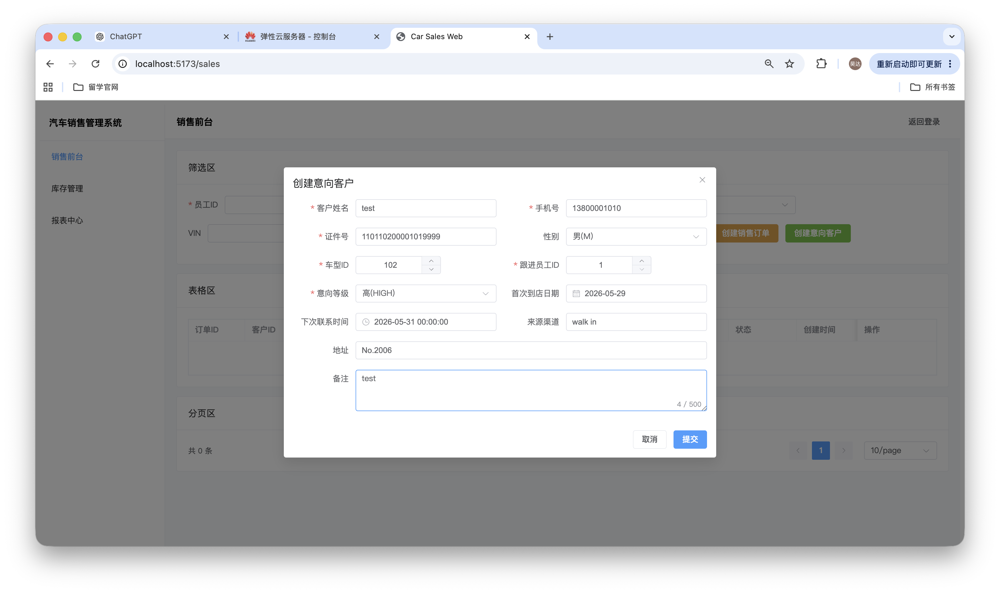 ChatGPT
弹性云服务器 - 控制台
Car Sales Web
localhost:5173/sales
昊达
重新启动即可更新
留学官网
所有书签
汽车销售管理系统
销售前台
返回登录
销售前台
库存管理
报表中心
筛选区
* 员工ID
VIN
创建销售订单
创建意向客户
表格区
订单ID
客户ID
状态
创建时间
操作
分页区
共 0 条
1
10/page
创建意向客户
* 客户姓名 test
* 手机号 13800001010
* 证件号 110110200001019999
性别 男(M)
* 车型ID 102
* 跟进员工ID 1
* 意向等级 高(HIGH)
首次到店日期 2026-05-29
下次联系时间 2026-05-31 00:00:00
来源渠道 walk in
地址 No.2006
备注 test
4 / 500
取消
提交